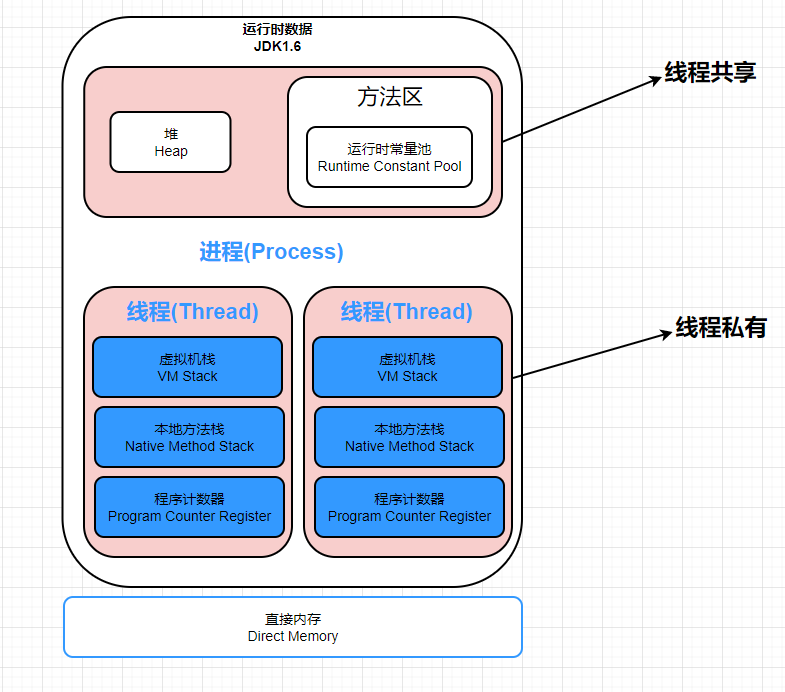 运行时数据
JDK1.6
线程共享
方法区
堆
Heap
运行时常量池
Runtime Constant Pool
进程(Process)
线程(Thread)
线程(Thread)
线程私有
虚拟机栈
VM Stack
虚拟机栈
VM Stack
本地方法栈
Native Method Stack
本地方法栈
Native Method Stack
程序计数器
Program Counter Register
程序计数器
Program Counter Register
直接内存
Direct Memory